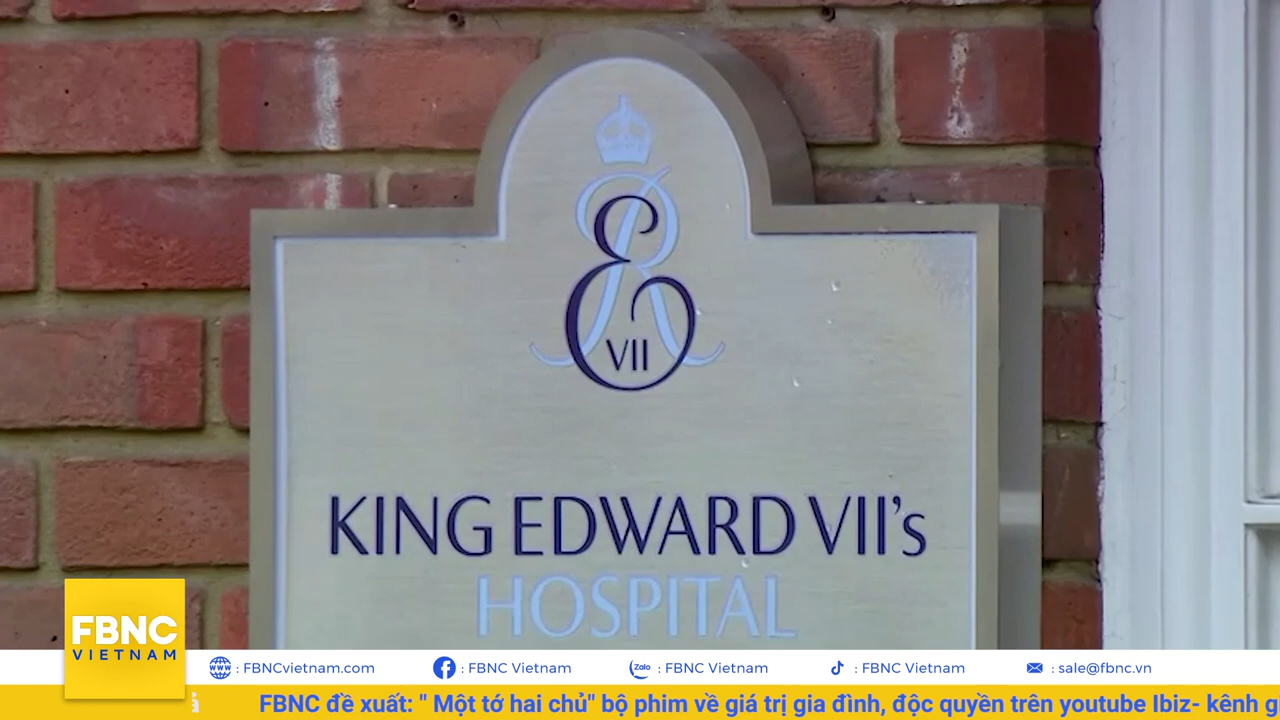 VII
KING EDWARD VII's
HOSPITAL
FBNC
VIETNAM
: FBNCvietnam.com
: FBNC Vietnam
Zalo : FBNC Vietnam
: FBNC Vietnam
: sale@fbnc.vn
FBNC đề xuất: " Một tớ hai chủ" bộ phim về giá trị gia đình, độc quyền trên youtube Ibiz- kênh g